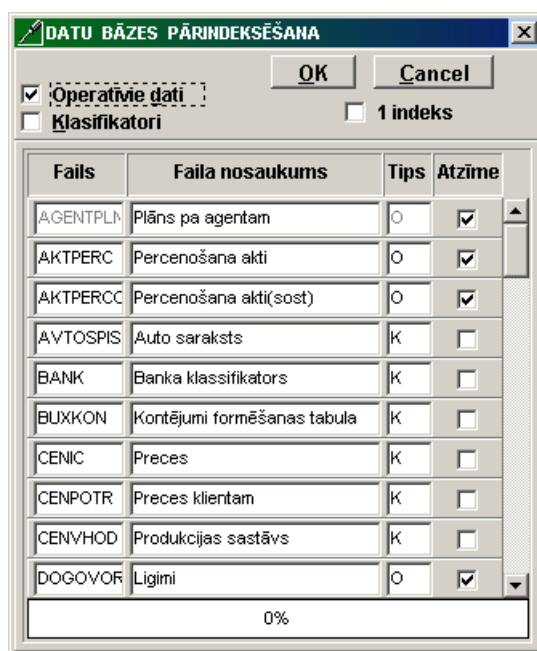 DATU BĀZES PĀRINDEKSĒŠANA
OK Cancel
Operatīvie dati
Klasifikatori
1 indeks
Fails Faila nosaukums Tips Atzīme
AGENTPLN Plāns pa agentam O
AKTPERC Percenošana akti O
AKTPERCO Percenošana akti(sost) O
AVTOSPIS Auto saraksts K
BANK Banka klassifikators K
BUXKON Kontējumi formēšanas tabula K
CENIC Preces K
CENPOTR Preces klientam K
CENVHOD Produkcijas sastāvs K
DOGOVOR Ligimi O
0%